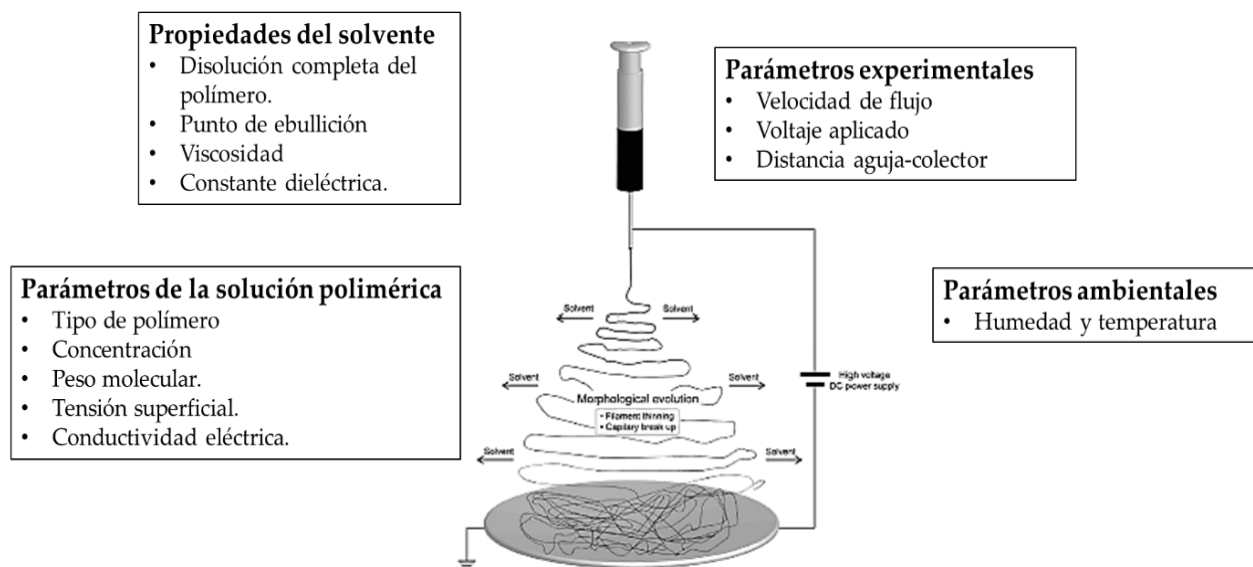 Propiedades del solvente
• Disolución completa del
polímero.
• Punto de ebullición
• Viscosidad
• Constante dieléctrica.
Parámetros experimentales
• Velocidad de flujo
• Voltaje aplicado
• Distancia aguja-colector
Parámetros de la solución polimérica
• Tipo de polímero
• Concentración
• Peso molecular.
• Tensión superficial.
• Conductividad eléctrica.
Parámetros ambientales
• Humedad y temperatura
Solvent
Solvent
Solvent
Solvent
Morphological evolution
• Filament thinning
• Capilary break up
Solvent
Solvent
High voltage
DC power supply